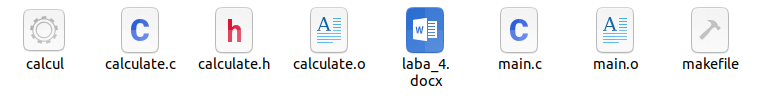 calcul
calculate.c
calculate.h
calculate.o
laba_4.
docx
main.c
main.o
makefile